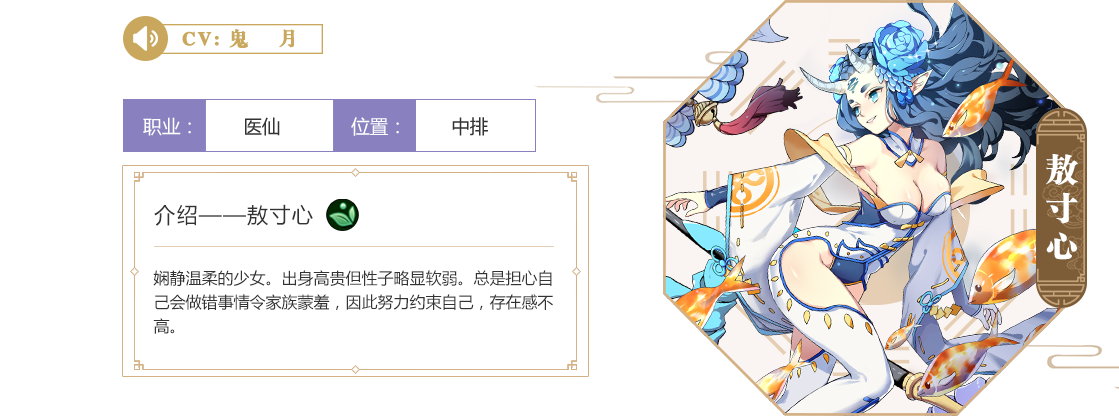 CV: 鬼 月
职业： 医仙 位置： 中排
介绍——敖寸心
娴静温柔的少女。出身高贵但性子略显软弱。总是担心自
己会做错事情令家族蒙羞，因此努力约束自己，存在感不
高。
敖寸心